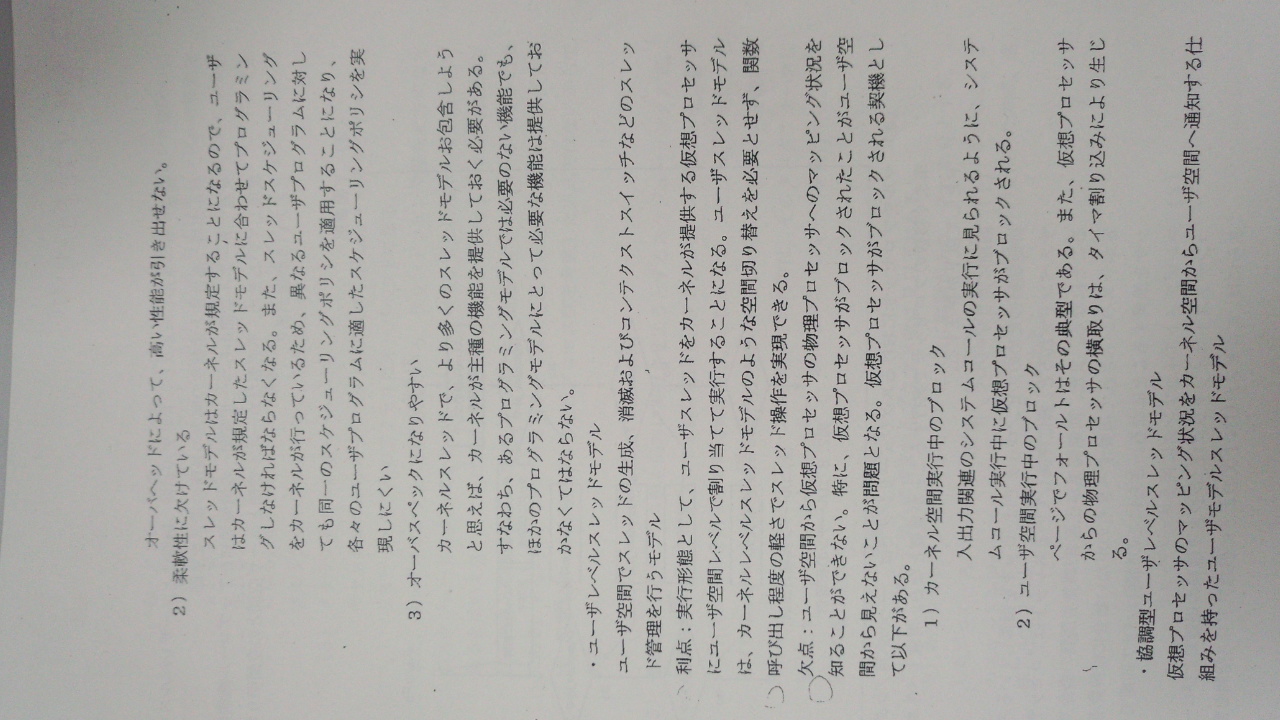 オーバヘッドによって、高い性能が引き出せない。
2）柔軟性に欠けている
スレッドモデルはカーネルが規定することになるので、ユーザ
はカーネルが規定したスレッドモデルに合わせてプログラミン
グしなければならなくなる。また、スレッドスケジューリング
をカーネルが行っているため、異なるユーザプログラムに対し
ても同一のスケジューリングポリシを適用することになり、
各々のユーザプログラムに適したスケジューリングポリシを実
現しにくい
3）オーバスペックになりやすい
カーネルスレッドで、より多くのスレッドモデルお包含しよう
と思えば、カーネルが主種の機能を提供しておく必要がある。
すなわち、あるプログラミングモデルでは必要のない機能でも、
ほかのプログラミングモデルにとって必要な機能は提供してお
かなくてはならない。
・ユーザレベルスレッドモデル
ユーザ空間でスレッドの生成、消滅およびコンテクストスイッチなどのスレッ
ド管理を行うモデル
利点：実行形態として、ユーザスレッドをカーネルが提供する仮想プロセッサ
にユーザ空間レベルで割り当てて実行することになる。ユーザスレッドモデル
は、カーネルレベルスレッドモデルのような空間切り替えを必要とせず、関数
呼び出し程度の軽さでスレッド操作を実現できる。
欠点：ユーザ空間から仮想プロセッサの物理プロセッサへのマッピング状況を
知ることができない。特に、仮想プロセッサがブロックされたことがユーザ空
間から見えないことが問題となる。仮想プロセッサがブロックされる契機とし
て以下がある。
1）カーネル空間実行中のブロック
入出力関連のシステムコールの実行に見られるように、システ
ムコール実行中に仮想プロセッサがブロックされる。
2）ユーザ空間実行中のブロック
ページでフォールトはその典型である。また、仮想プロセッサ
からの物理プロセッサの横取りは、タイマ割り込みにより生じ
る。
・協調型ユーザレベルスレッドモデル
仮想プロセッサのマッピング状況をカーネル空間からユーザ空間へ通知する仕
組みを持ったユーザモデルスレッドモデル